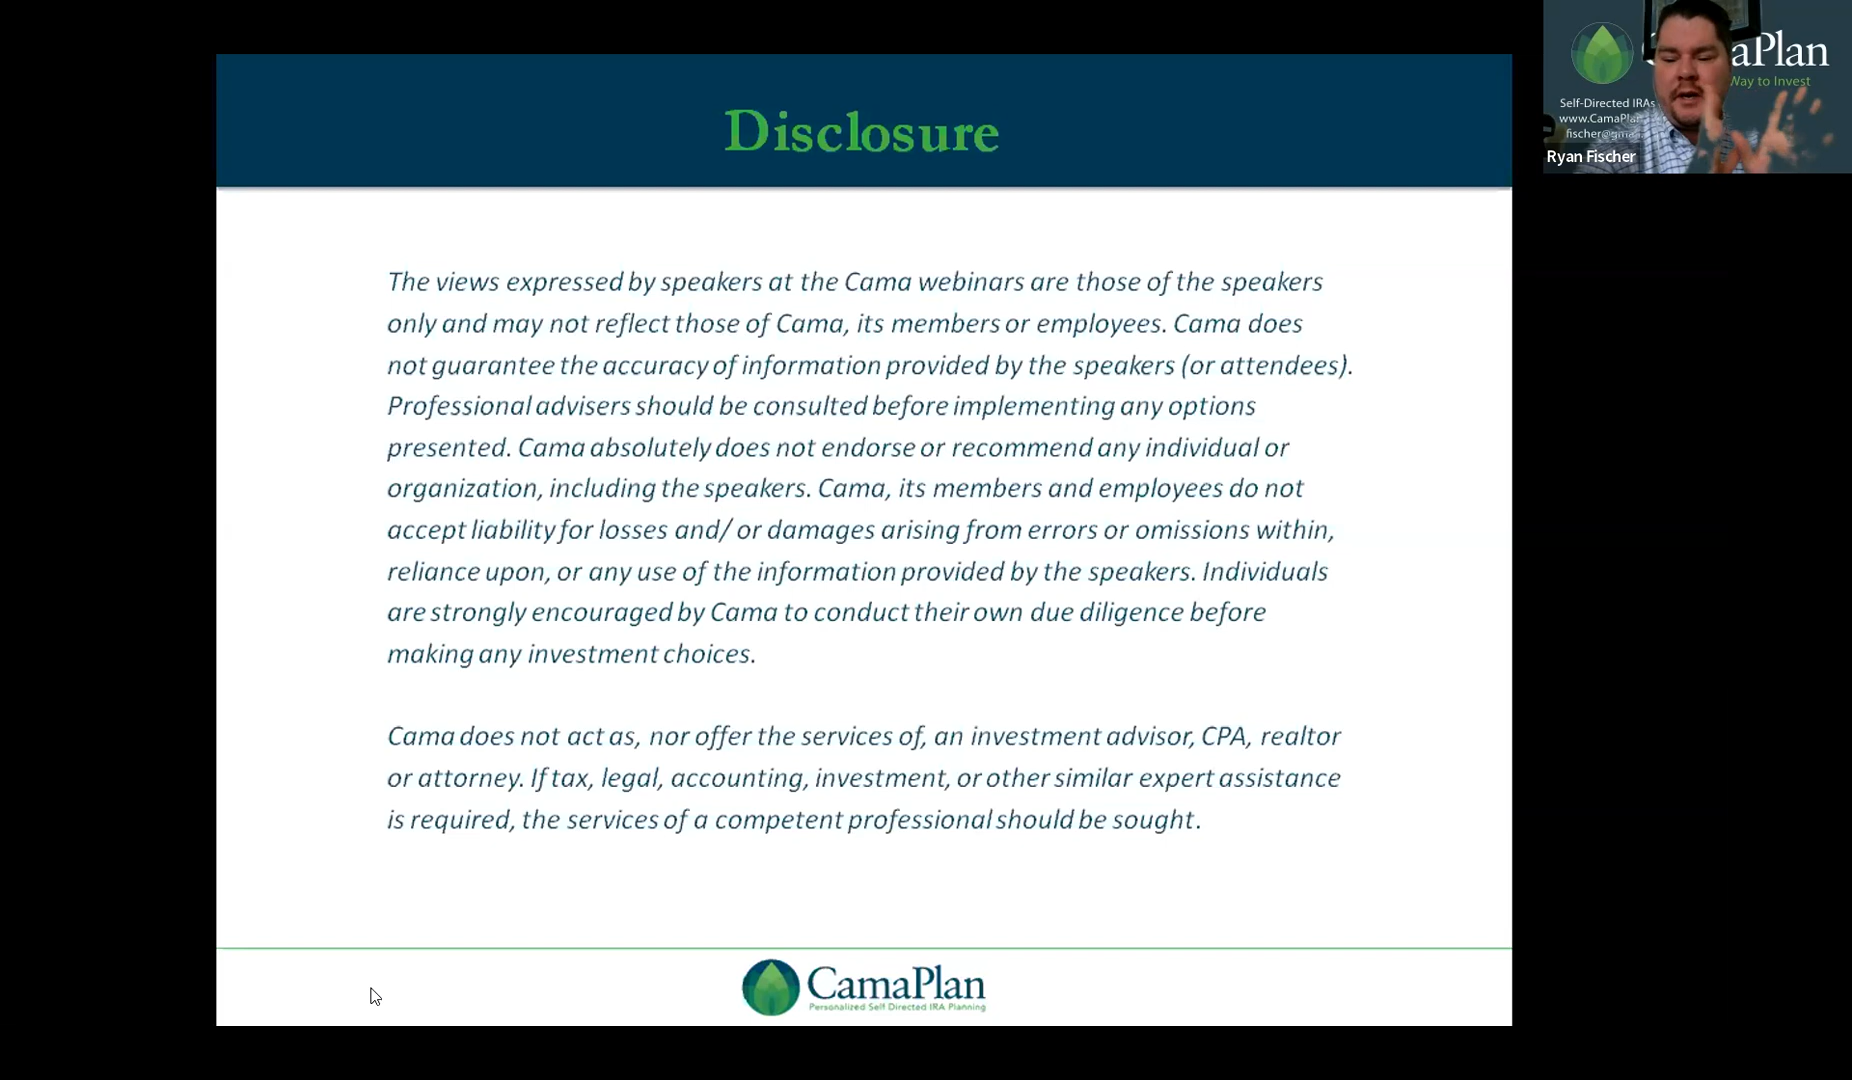 Disclosure
The views expressed by speakers at the Cama webinars are those of the speakers
only and may not reflect those of Cama, its members or employees. Cama does
not guarantee the accuracy of information provided by the speakers (or attendees).
Professional advisers should be consulted before implementing any options
presented. Cama absolutely does not endorse or recommend any individual or
organization, including the speakers. Cama, its members and employees do not
accept liability for losses and/ or damages arising from errors or omissions within,
reliance upon, or any use of the information provided by the speakers. Individuals
are strongly encouraged by Cama to conduct their own due diligence before
making any investment choices.
Cama does not act as, nor offer the services of, an investment advisor, CPA, realtor
or attorney. If tax, legal, accounting, investment, or other similar expert assistance
is required, the services of a competent professional should be sought.
CamaPlan
Personalized Self Directed IRA Planning
aPlan
Way to Invest
Self-Directed IRAs
www.CamaPla
fischer@gma
Ryan Fischer